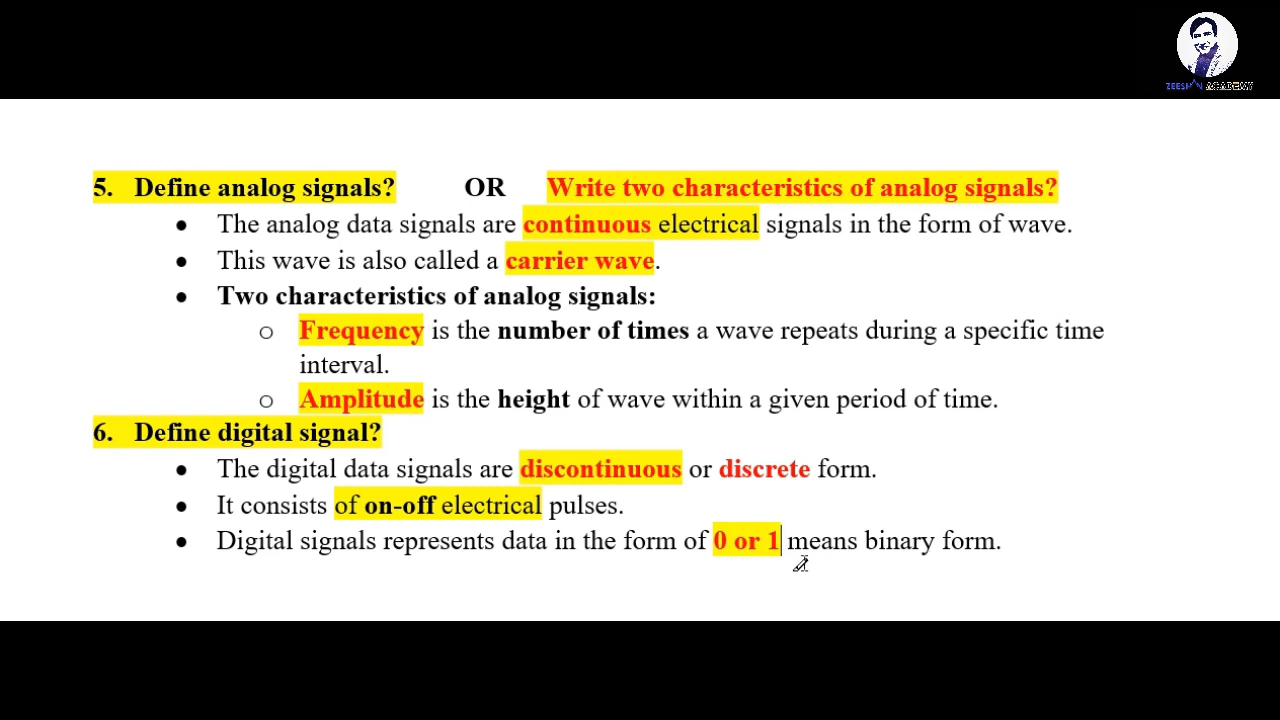 ZEESHAN ACADEMY
5. Define analog signals? OR Write two characteristics of analog signals?
• The analog data signals are continuous electrical signals in the form of wave.
• This wave is also called a carrier wave.
• Two characteristics of analog signals:
o Frequency is the number of times a wave repeats during a specific time
interval.
o Amplitude is the height of wave within a given period of time.
6. Define digital signal?
• The digital data signals are discontinuous or discrete form.
• It consists of on-off electrical pulses.
• Digital signals represents data in the form of 0 or 1 means binary form.